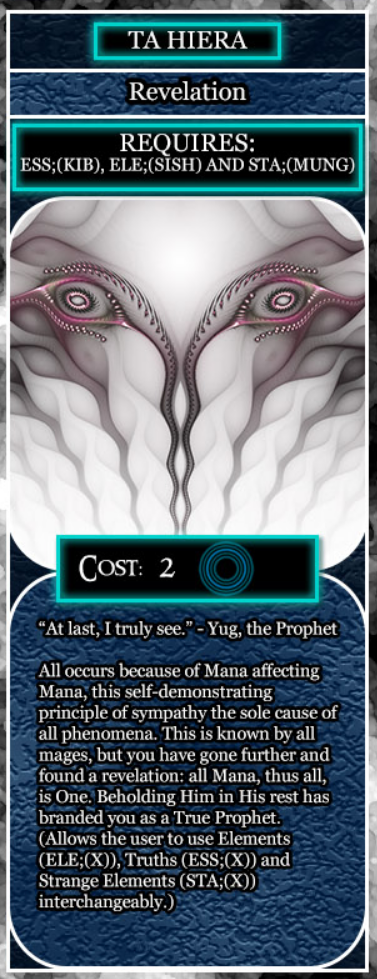 TA HIERA
Revelation
REQUIRES:
ESS;(KIB), ELE;(SISH) AND STA;(MUNG)
COST: 2
“At last, I truly see.” - Yug, the Prophet
All occurs because of Mana affecting
Mana, this self-demonstrating
principle of sympathy the sole cause of
all phenomena. This is known by all
mages, but you have gone further and
found a revelation: all Mana, thus all,
is One. Beholding Him in His rest has
branded you as a True Prophet.
(Allows the user to use Elements
(ELE;(X)), Truths (ESS;(X)) and
Strange Elements (STA;(X))
interchangeably.)